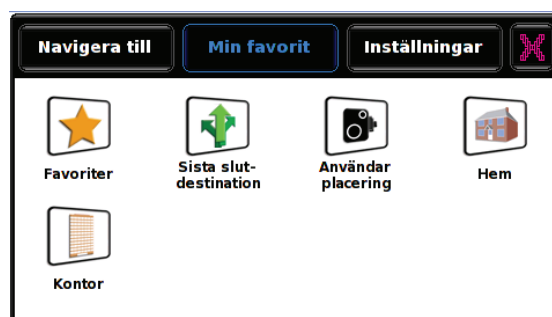 Navigera till
Min favorit
Inställningar
Favoriter
Sista slut-
destination
Användar
placering
Hem
Kontor